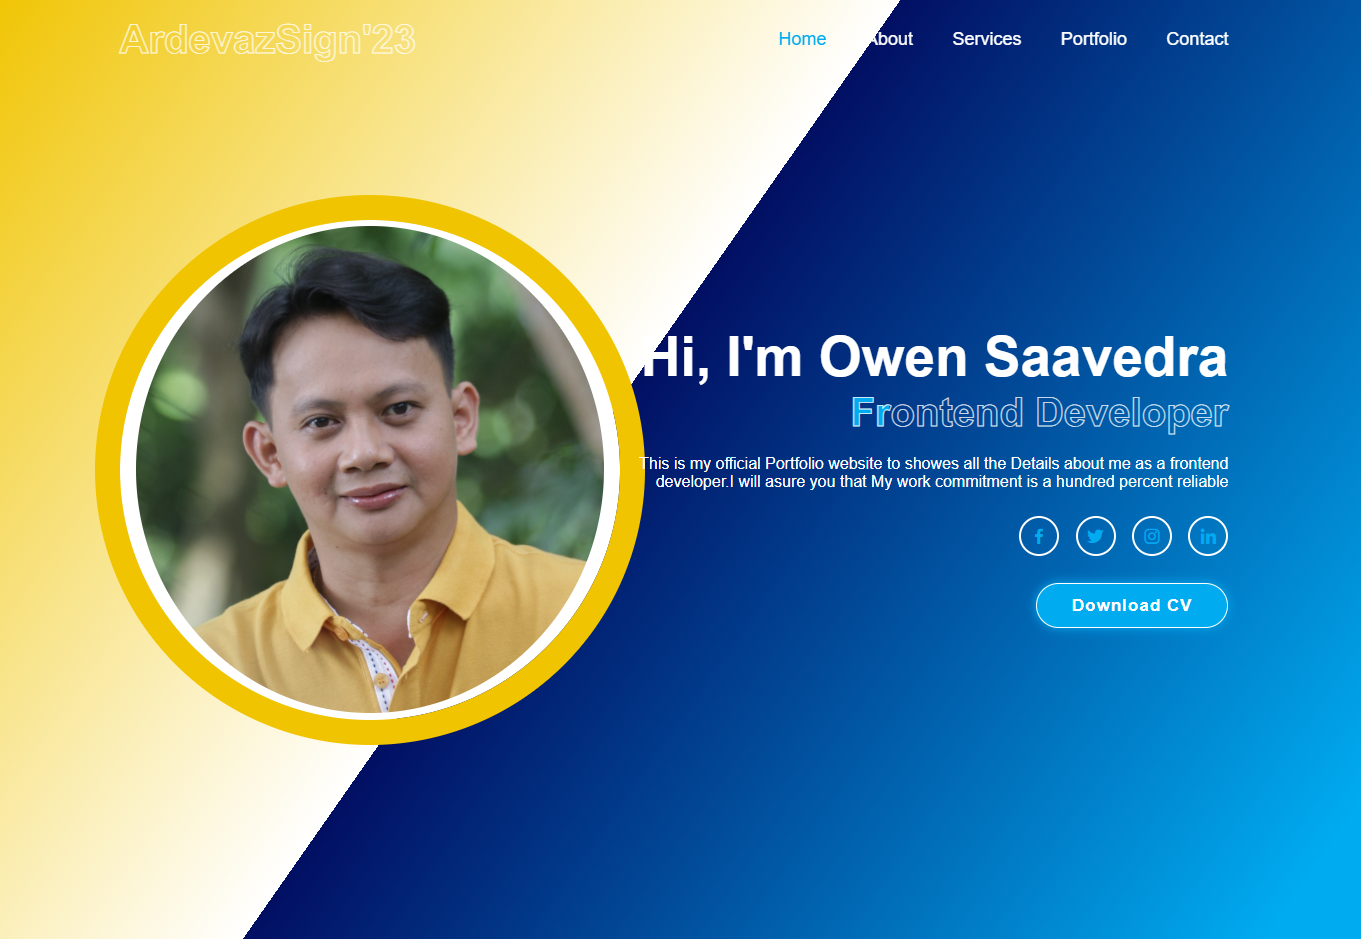 ArdevazSign'23
Home About Services Portfolio Contact
Hi, I'm Owen Saavedra
Frontend Developer
This is my official Portfolio website to showes all the Details about me as a frontend
developer.I will asure you that My work commitment is a hundred percent reliable
Download CV